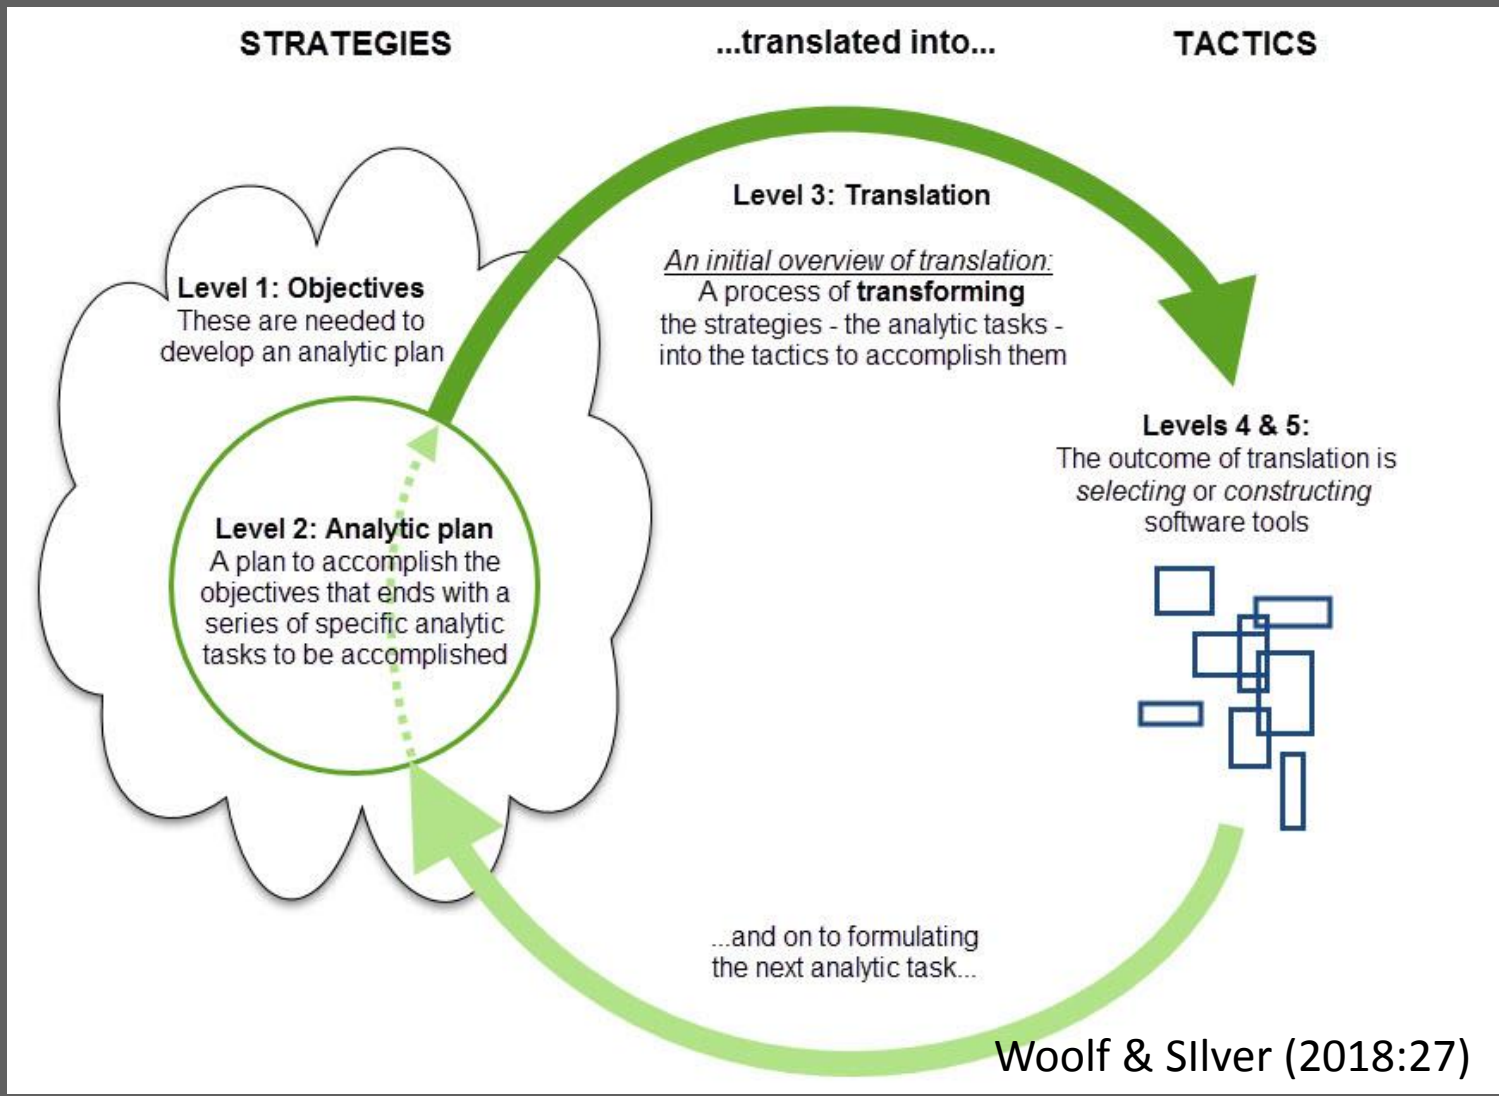 STRATEGIES
...translated into...
TACTICS
Level 1: Objectives
These are needed to
develop an analytic plan
Level 2: Analytic plan
A plan to accomplish the
objectives that ends with a
series of specific analytic
tasks to be accomplished
Level 3: Translation
An initial overview of translation:
A process of transforming
the strategies - the analytic tasks -
into the tactics to accomplish them
Levels 4 & 5:
The outcome of translation is
selecting or constructing
software tools
...and on to formulating
the next analytic task...
Woolf & SIlver (2018:27)